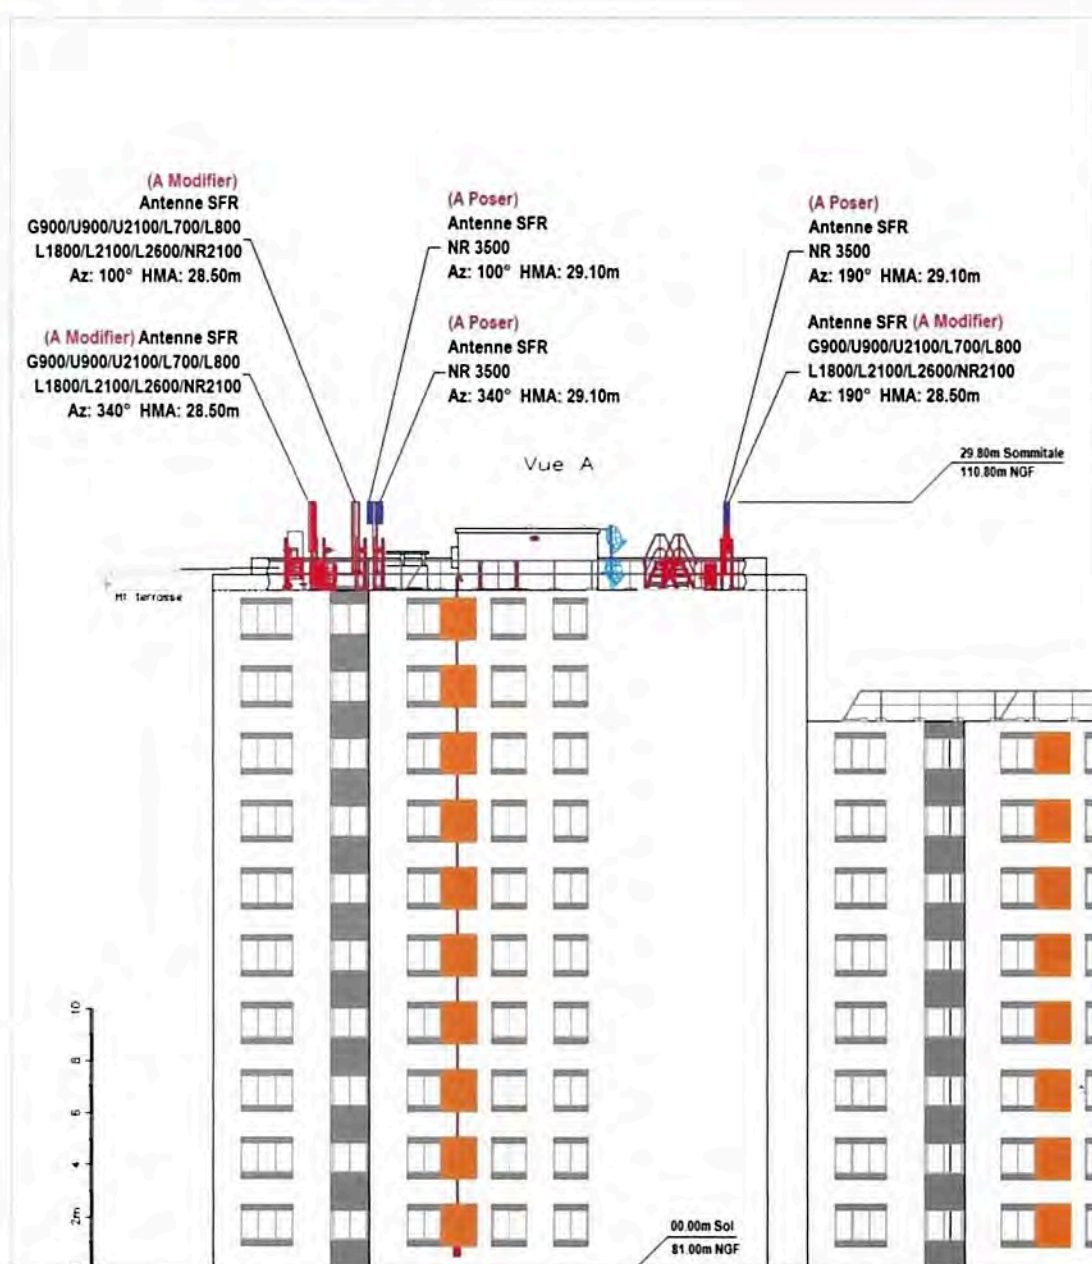 (A Modifier)
Antenne SFR
G900/U900/U2100/L700/L800
L1800/L2100/L2600/NR2100
Az: 100° HMA: 28.50m
(A Modifier) Antenne SFR
G900/U900/U2100/L700/L800
L1800/L2100/L2600/NR2100
Az: 340° HMA: 28.50m
(A Poser)
Antenne SFR
NR 3500
Az: 100° HMA: 29.10m
(A Poser)
Antenne SFR
NR 3500
Az: 340° HMA: 29.10m
(A Poser)
Antenne SFR
NR 3500
Az: 190° HMA: 29.10m
Antenne SFR (A Modifier)
G900/U900/U2100/L700/L800
L1800/L2100/L2600/NR2100
Az: 190° HMA: 28.50m
Vue A
29.80m Sommitale
110.80m NGF
Ht terrasse
10
8
6
4
2m
00.00m Sol
81.00m NGF